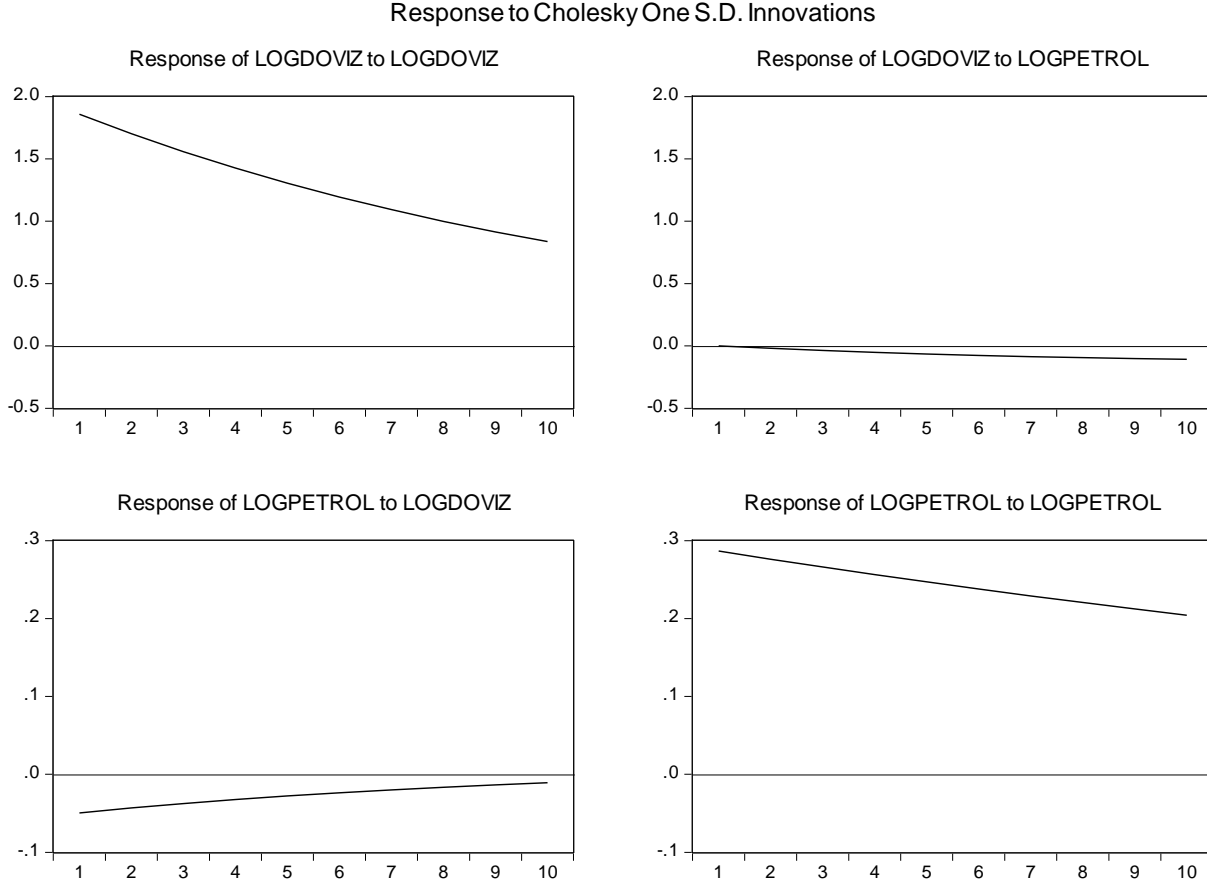 Response to Cholesky One S.D. Innovations
Response of LOGDOVIZ to LOGDOVIZ
2.0
1.5
1.0
0.5
0.0
-0.5
1 2 3 4 5 6 7 8 9 10
Response of LOGDOVIZ to LOGPETROL
2.0
1.5
1.0
0.5
0.0
-0.5
1 2 3 4 5 6 7 8 9 10
Response of LOGPETROL to LOGDOVIZ
.3
.2
.1
.0
-.1
1 2 3 4 5 6 7 8 9 10
Response of LOGPETROL to LOGPETROL
.3
.2
.1
.0
-.1
1 2 3 4 5 6 7 8 9 10